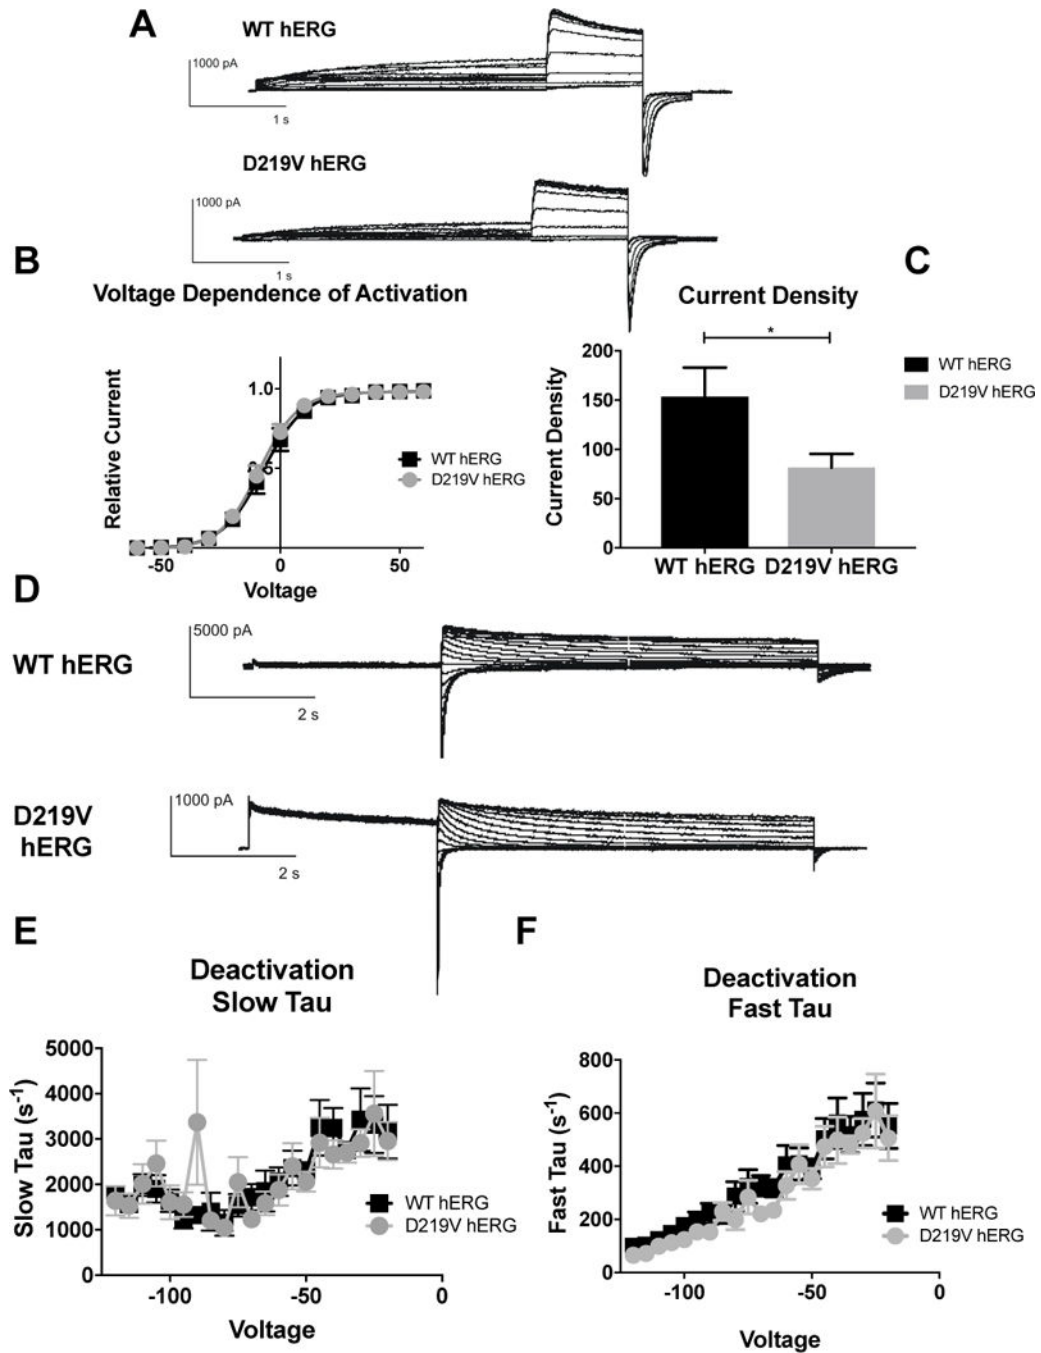 A
WT hERG
1000 pA
1 s
D219V hERG
1000 pA
1 s
B
C
Voltage Dependence of Activation
Current Density
*
Relative Current
1.0
-50
0
50
Voltage
WT hERG
D219V hERG
Current Density
200
150
100
50
0
WT hERG
D219V hERG
WT hERG
D219V hERG
D
WT hERG
5000 pA
2 s
D219V
hERG
1000 pA
2 s
E
F
Deactivation
Slow Tau
Slow Tau (s-1)
5000
4000
3000
2000
1000
0
-100
-50
0
Voltage
WT hERG
D219V hERG
Deactivation
Fast Tau
Fast Tau (s-1)
800
600
400
200
0
-100
-50
0
Voltage
WT hERG
D219V hERG